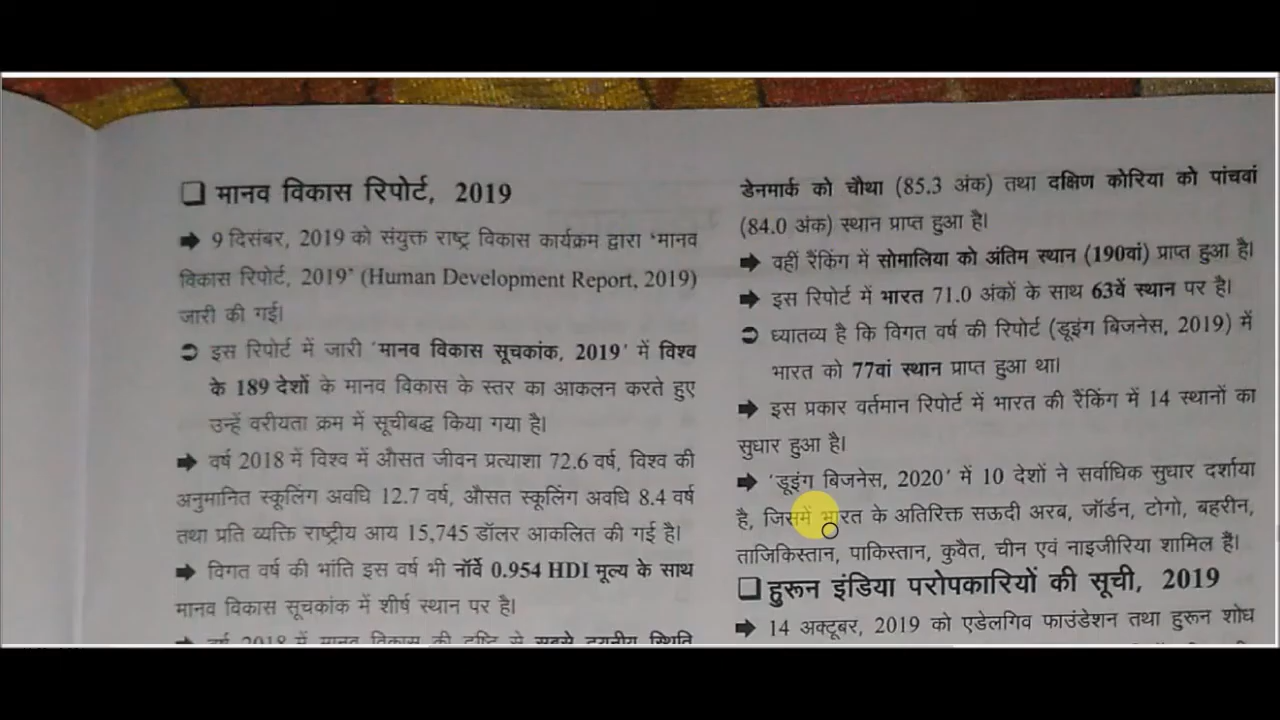 ❑ मानव विकास रिपोर्ट, 2019
➡ 9 दिसंबर, 2019 को संयुक्त राष्ट्र विकास कार्यक्रम द्वारा ‘मानव
विकास रिपोर्ट, 2019’ (Human Development Report, 2019)
जारी की गई।
➲ इस रिपोर्ट में जारी ‘मानव विकास सूचकांक, 2019’ में विश्व
के 189 देशों के मानव विकास के स्तर का आकलन करते हुए
उन्हें वरीयता क्रम में सूचीबद्ध किया गया है।
➡ वर्ष 2018 में विश्व में औसत जीवन प्रत्याशा 72.6 वर्ष, विश्व की
अनुमानित स्कूलिंग अवधि 12.7 वर्ष, औसत स्कूलिंग अवधि 8.4 वर्ष
तथा प्रति व्यक्ति राष्ट्रीय आय 15,745 डॉलर आकलित की गई है।
➡ विगत वर्ष की भांति इस वर्ष भी नॉर्वे 0.954 HDI मूल्य के साथ
मानव विकास सूचकांक में शीर्ष स्थान पर है।
➡ वर्ष 2018 में मानव विकास की दृष्टि से सबसे दयनीय स्थिति
डेनमार्क को चौथा (85.3 अंक) तथा दक्षिण कोरिया को पांचवां
(84.0 अंक) स्थान प्राप्त हुआ है।
➡ वहीं रैंकिंग में सोमालिया को अंतिम स्थान (190वां) प्राप्त हुआ है।
➡ इस रिपोर्ट में भारत 71.0 अंकों के साथ 63वें स्थान पर है।
➲ ध्यातव्य है कि विगत वर्ष की रिपोर्ट (डूइंग बिजनेस, 2019) में
भारत को 77वां स्थान प्राप्त हुआ था।
➡ इस प्रकार वर्तमान रिपोर्ट में भारत की रैंकिंग में 14 स्थानों का
सुधार हुआ है।
➡ ‘डूइंग बिजनेस, 2020’ में 10 देशों ने सर्वाधिक सुधार दर्शाया
है, जिसमें भारत के अतिरिक्त सऊदी अरब, जॉर्डन, टोगो, बहरीन,
ताजिकिस्तान, पाकिस्तान, कुवैत, चीन एवं नाइजीरिया शामिल हैं।
❑ हुरून इंडिया परोपकारियों की सूची, 2019
➡ 14 अक्टूबर, 2019 को एडेलगिव फाउंडेशन तथा हुरून शोध